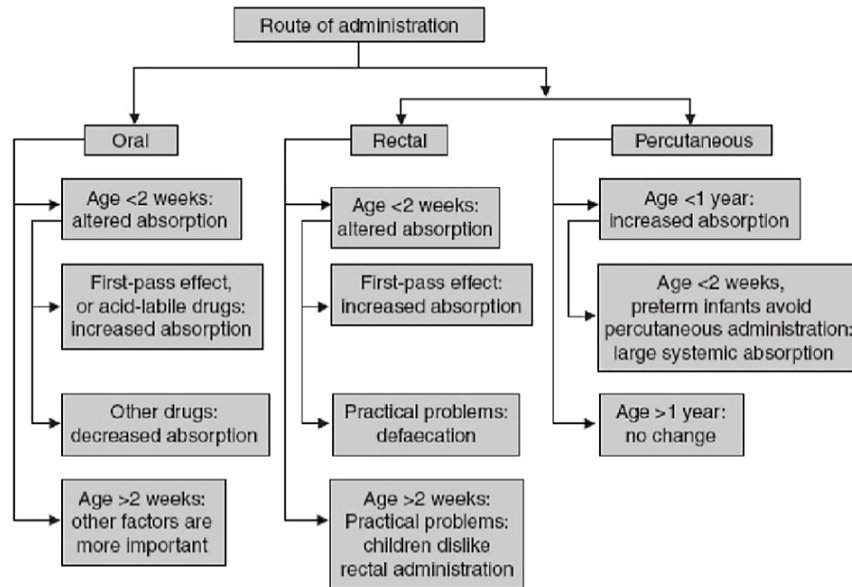 Route of administration
Oral
Rectal
Percutaneous
Age <2 weeks:
altered absorption
First-pass effect,
or acid-labile drugs:
increased absorption
Other drugs:
decreased absorption
Age >2 weeks:
other factors are
more important
Age <2 weeks:
altered absorption
First-pass effect:
increased absorption
Practical problems:
defaecation
Age >2 weeks:
Practical problems:
children dislike
rectal administration
Age <1 year:
increased absorption
Age <2 weeks,
preterm infants avoid
percutaneous administration:
large systemic absorption
Age >1 year:
no change